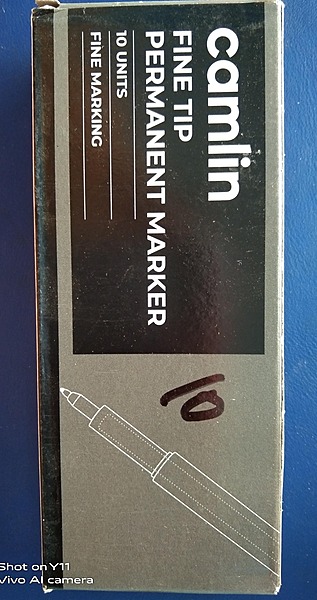 camlin
FINE TIP
PERMANENT MARKER
10 UNITS
FINE MARKING
10
Shot on Y11
Vivo AI camera